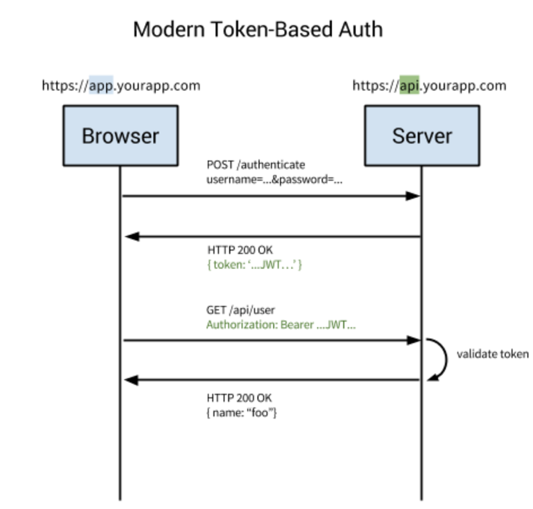 Modern Token-Based Auth
https://app.yourapp.com
https://api.yourapp.com
Browser
Server
POST /authenticate
username=...&password=...
HTTP 200 OK
{ token: ‘...JWT...’ }
GET /api/user
Authorization: Bearer ...JWT...
validate token
HTTP 200 OK
{ name: “foo”}